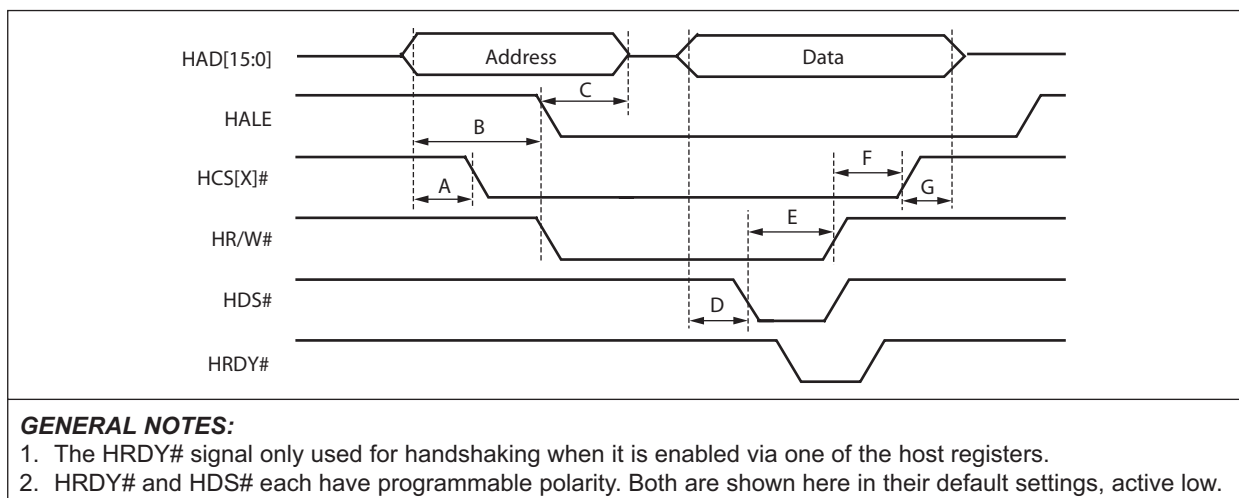 HAD[15:0]
Address
Data
C
HALE
B
F
HCS[X]#
A
G
E
HR/W#
HDS#
D
HRDY#
GENERAL NOTES:
1. The HRDY# signal only used for handshaking when it is enabled via one of the host registers.
2. HRDY# and HDS# each have programmable polarity. Both are shown here in their default settings, active low.